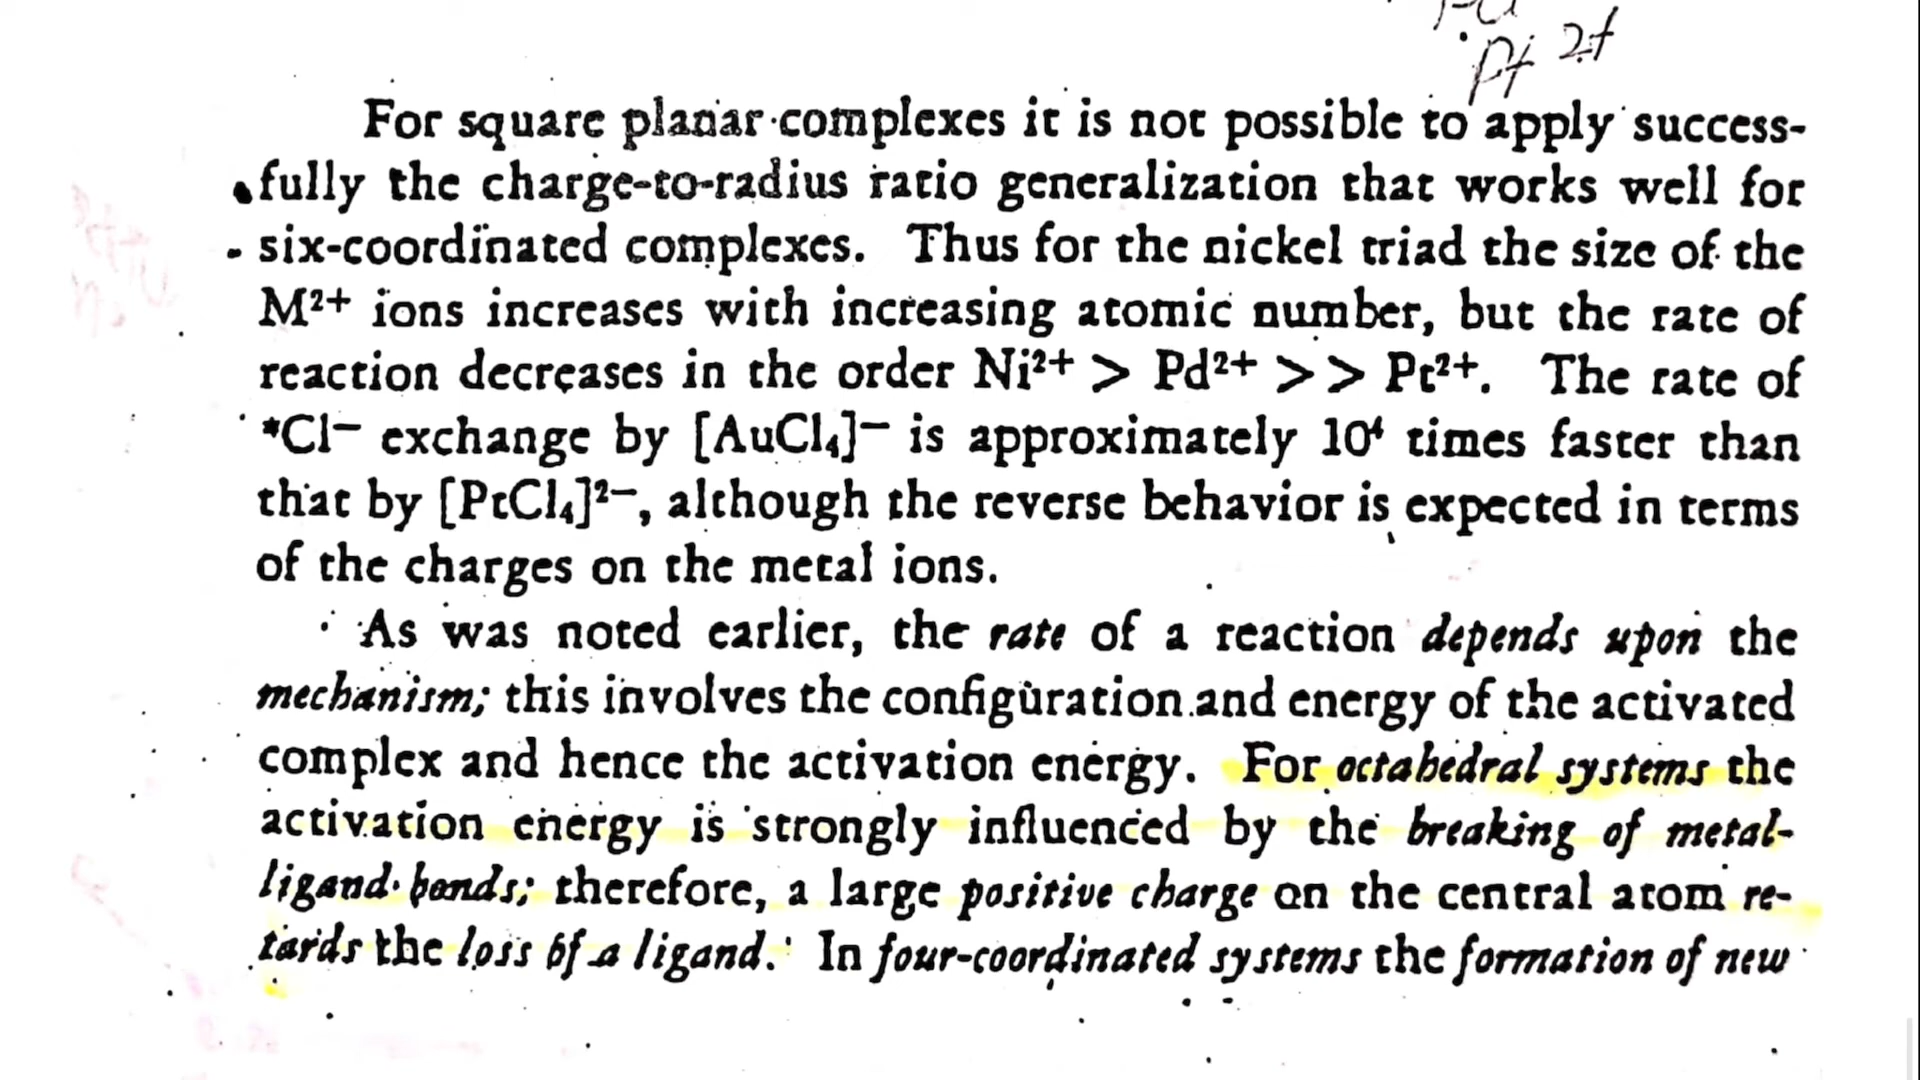 Pt 2+
For square planar complexes it is not possible to apply success-
fully the charge-to-radius ratio generalization that works well for
six-coordinated complexes. Thus for the nickel triad the size of the
M²⁺ ions increases with increasing atomic number, but the rate of
reaction decreases in the order Ni²⁺ > Pd²⁺ >> Pt²⁺. The rate of
*Cl⁻ exchange by [AuCl₄]⁻ is approximately 10⁴ times faster than
that by [PtCl₄]²⁻, although the reverse behavior is expected in terms
of the charges on the metal ions.
As was noted earlier, the rate of a reaction depends upon the
mechanism; this involves the configuration and energy of the activated
complex and hence the activation energy. For octahedral systems the
activation energy is strongly influenced by the breaking of metal-
ligand bonds; therefore, a large positive charge on the central atom re-
tards the loss of a ligand. In four-coordinated systems the formation of new